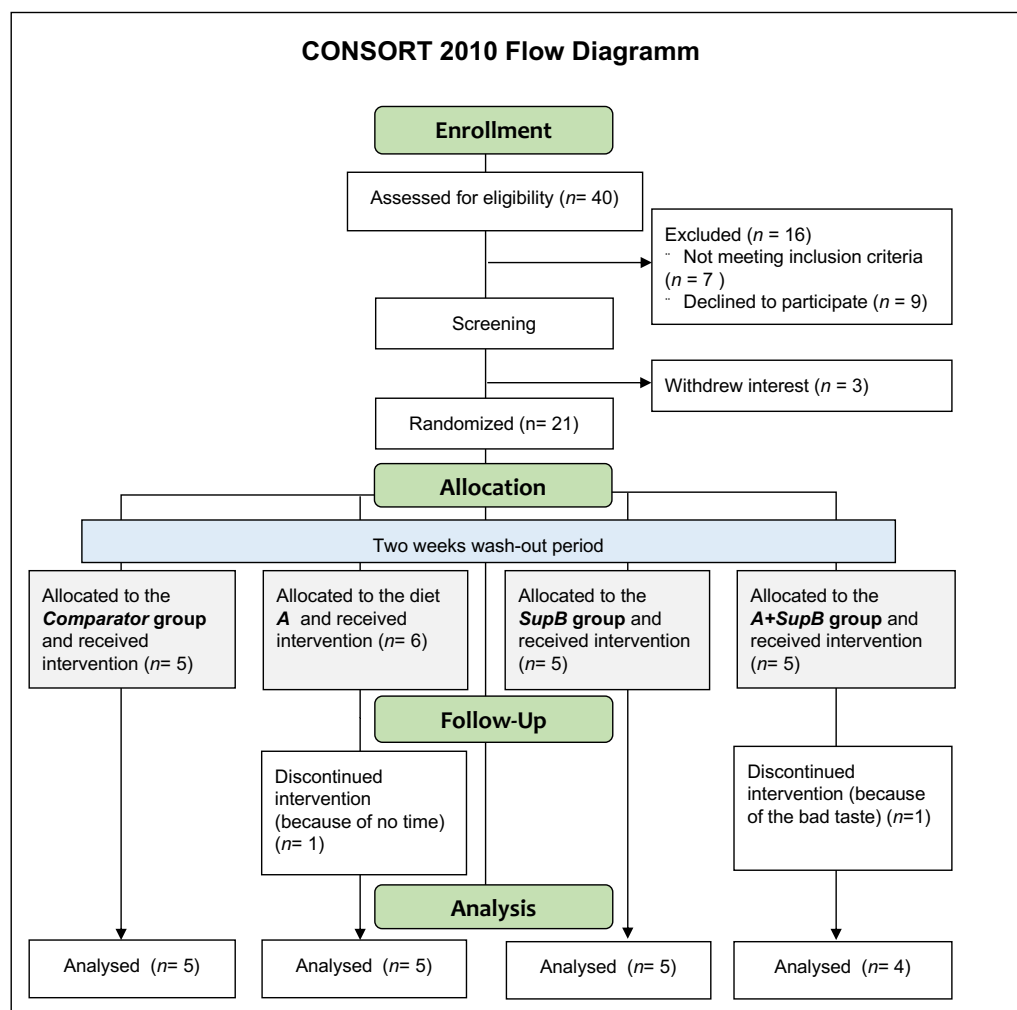 CONSORT 2010 Flow Diagramm
Enrollment
Assessed for eligibility (n= 40)
Excluded (n = 16)
¨ Not meeting inclusion criteria
(n = 7 )
¨ Declined to participate (n = 9)
Screening
Withdrew interest (n = 3)
Randomized (n= 21)
Allocation
Two weeks wash-out period
Allocated to the
Comparator group
and received
intervention (n= 5)
Allocated to the diet
A and received
intervention (n= 6)
Allocated to the
SupB group and
received intervention
(n= 5)
Allocated to the
A+SupB group and
received intervention
(n= 5)
Follow-Up
Discontinued
intervention
(because of no time)
(n= 1)
Discontinued
intervention (because
of the bad taste) (n=1)
Analysis
Analysed (n= 5)
Analysed (n= 5)
Analysed (n= 5)
Analysed (n= 4)